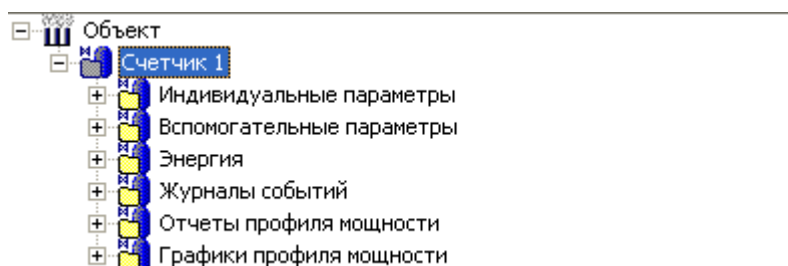 Объект
Счетчик 1
Индивидуальные параметры
Вспомогательные параметры
Энергия
Журналы событий
Отчеты профиля мощности
Графики профиля мощности